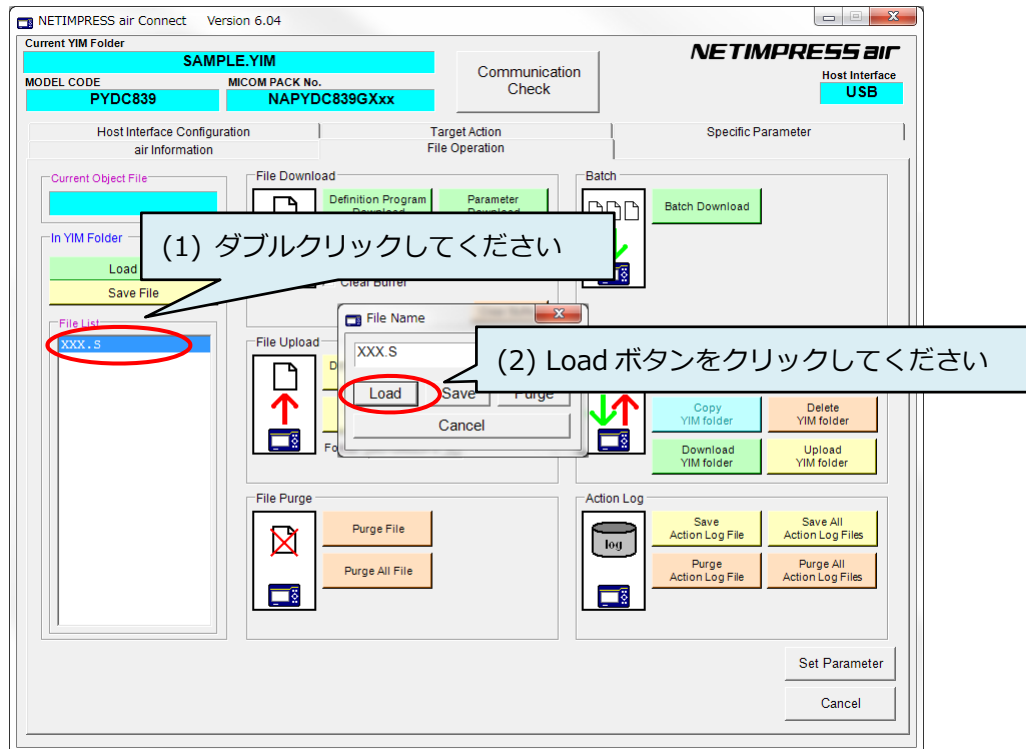 NETIMPRESS air Connect Version 6.04
Current YIM Folder
SAMPLE.YIM
MODEL CODE
MICOM PACK No.
PYDC839
NAPYDC839GXxx
Communication
Check
NETIMPRESS air
Host Interface
USB
Host Interface Configuration
Target Action
Specific Parameter
air Information
File Operation
Current Object File
In YIM Folder
Load
Save File
File List
XXX.S
File Download
Definition Program
Download
Parameter
Download
Clear Buffer
(1) ダブルクリックしてください
Batch
Batch Download
File Name
XXX.S
Load
Save
Purge
Cancel
(2) Load ボタンをクリックしてください
File Upload
Copy
YIM folder
Delete
YIM folder
Download
YIM folder
Upload
YIM folder
File Purge
Purge File
Purge All File
Action Log
log
Save
Action Log File
Save All
Action Log Files
Purge
Action Log File
Purge All
Action Log Files
Set Parameter
Cancel